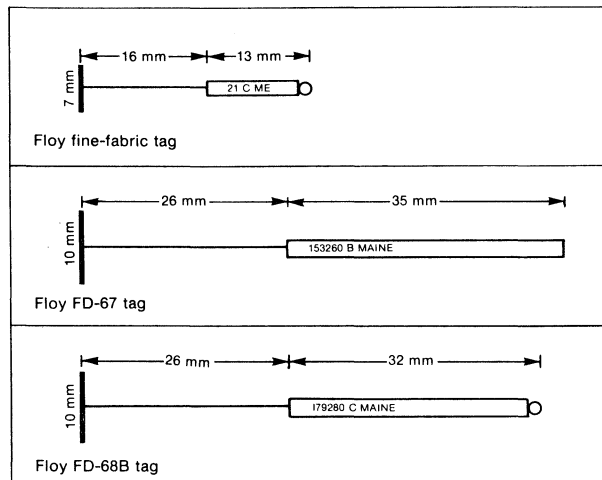 16 mm 13 mm
7 mm
21 C ME
Floy fine-fabric tag
26 mm 35 mm
10 mm
153260 B MAINE
Floy FD-67 tag
26 mm 32 mm
10 mm
179280 C MAINE
Floy FD-68B tag